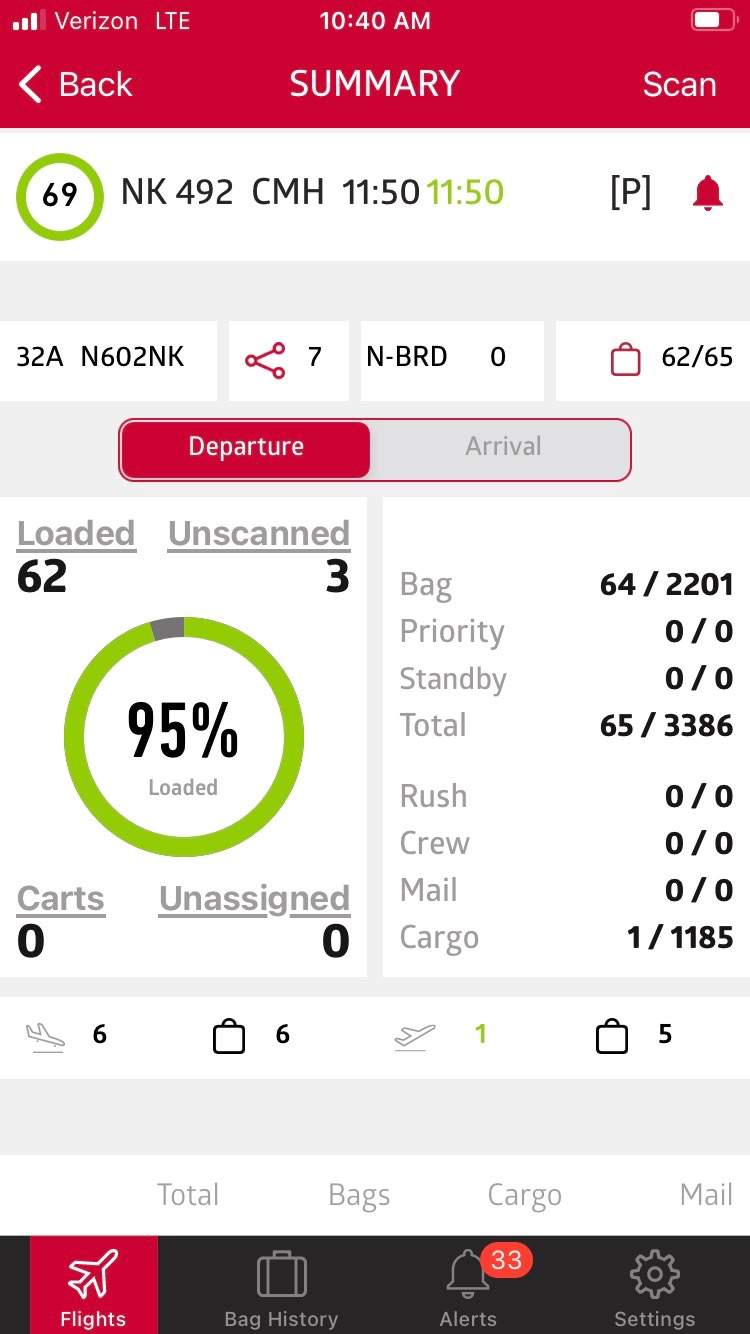 Verizon LTE 10:40 AM
Back SUMMARY Scan
69 NK 492 CMH 11:50 11:50 [P]
32A N602NK 7 N-BRD 0 62/65
Departure Arrival
Loaded Unscanned
62 3
95%
Loaded
Carts Unassigned
0 0
Bag 64 / 2201
Priority 0 / 0
Standby 0 / 0
Total 65 / 3386
Rush 0 / 0
Crew 0 / 0
Mail 0 / 0
Cargo 1 / 1185
6 6 1 5
Total Bags Cargo Mail
33
Flights Bag History Alerts Settings